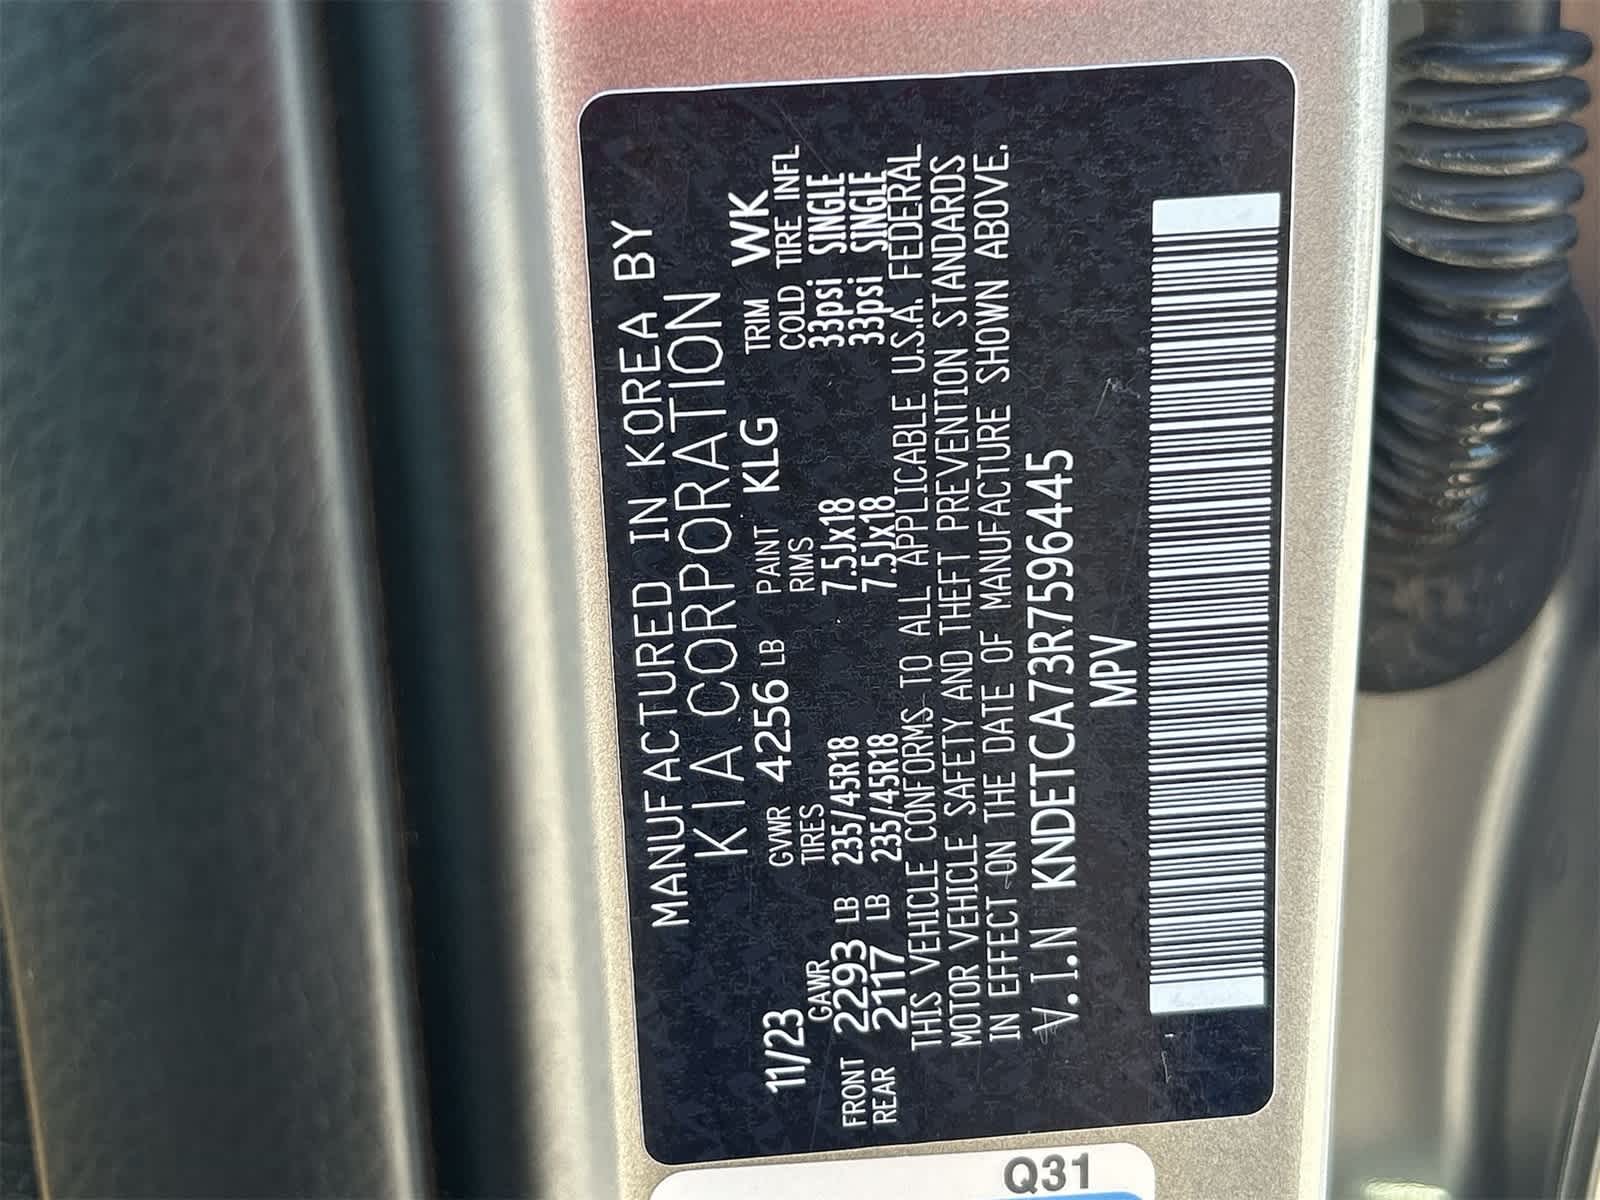 MANUFACTURED IN KOREA BY
KIA CORPORATION
11/23 GVWR 4256 LB PAINT KLG TRIM WK
GAWR TIRES RIMS COLD TIRE INFL
FRONT 2293 LB 235/45R18 7.5Jx18 33psi SINGLE
REAR 2117 LB 235/45R18 7.5Jx18 33psi SINGLE
THIS VEHICLE CONFORMS TO ALL APPLICABLE U.S.A. FEDERAL
MOTOR VEHICLE SAFETY AND THEFT PREVENTION STANDARDS
IN EFFECT ON THE DATE OF MANUFACTURE SHOWN ABOVE.
V.I.N KNDETCA73R7596445
MPV
Q31